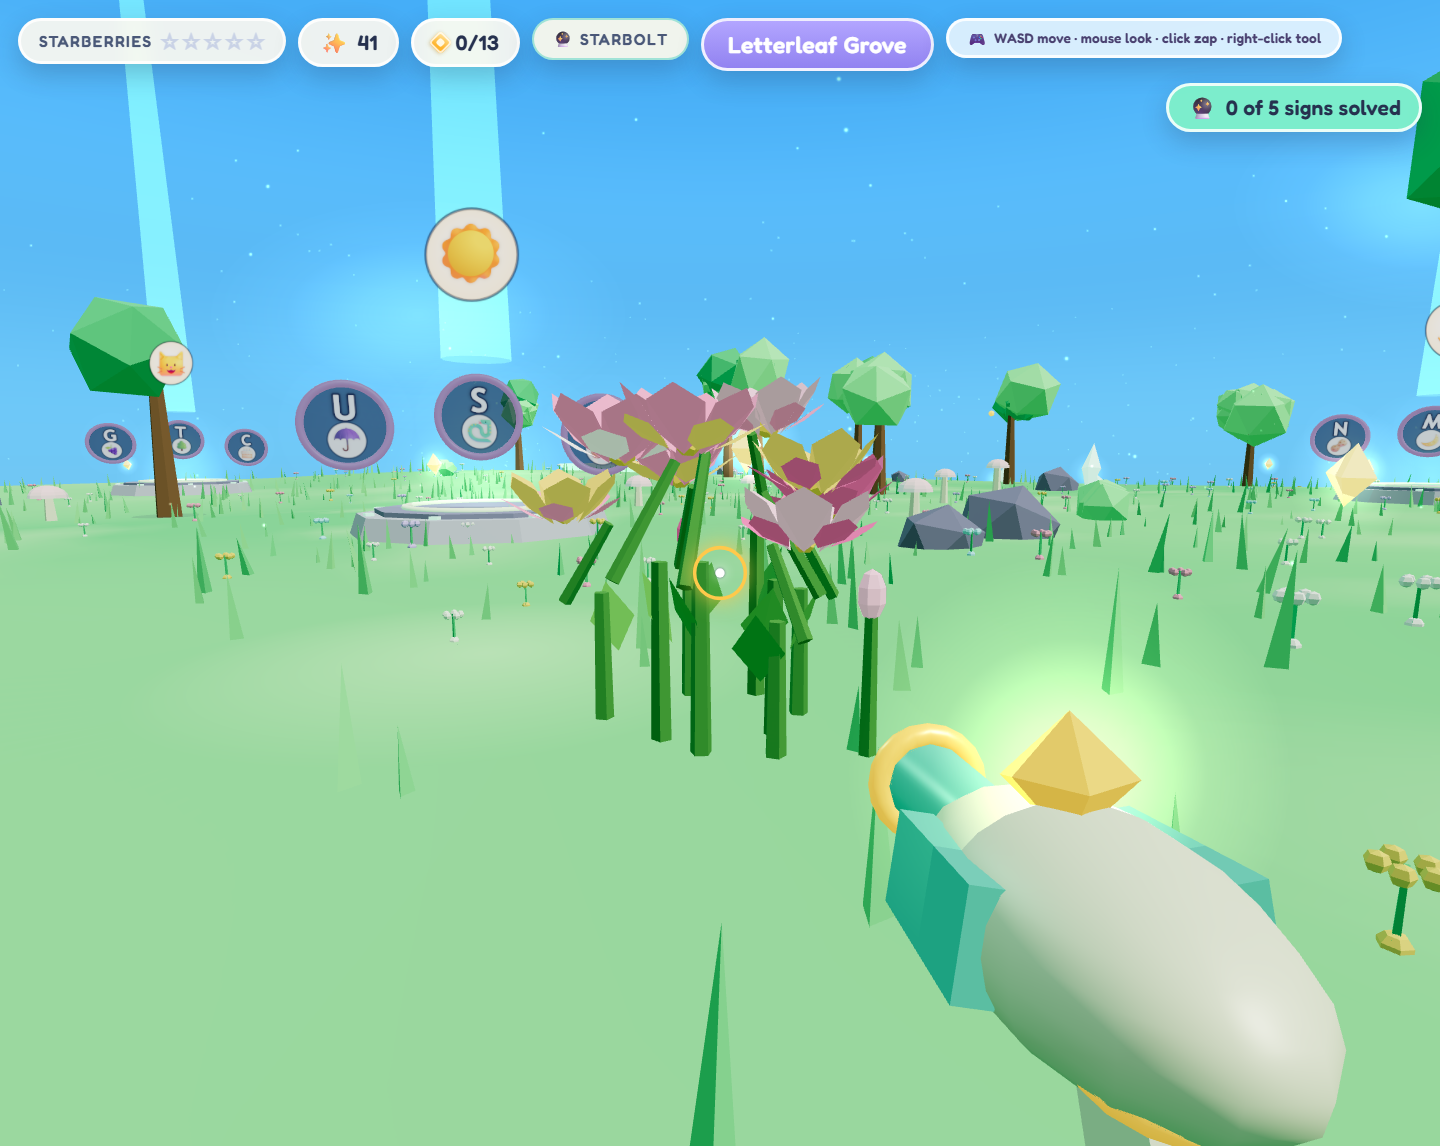 STARBERRIES
41
0/13
STARBOLT
Letterleaf Grove
WASD move · mouse look · click zap · right-click tool
0 of 5 signs solved
U
S
G
T
C
N
M